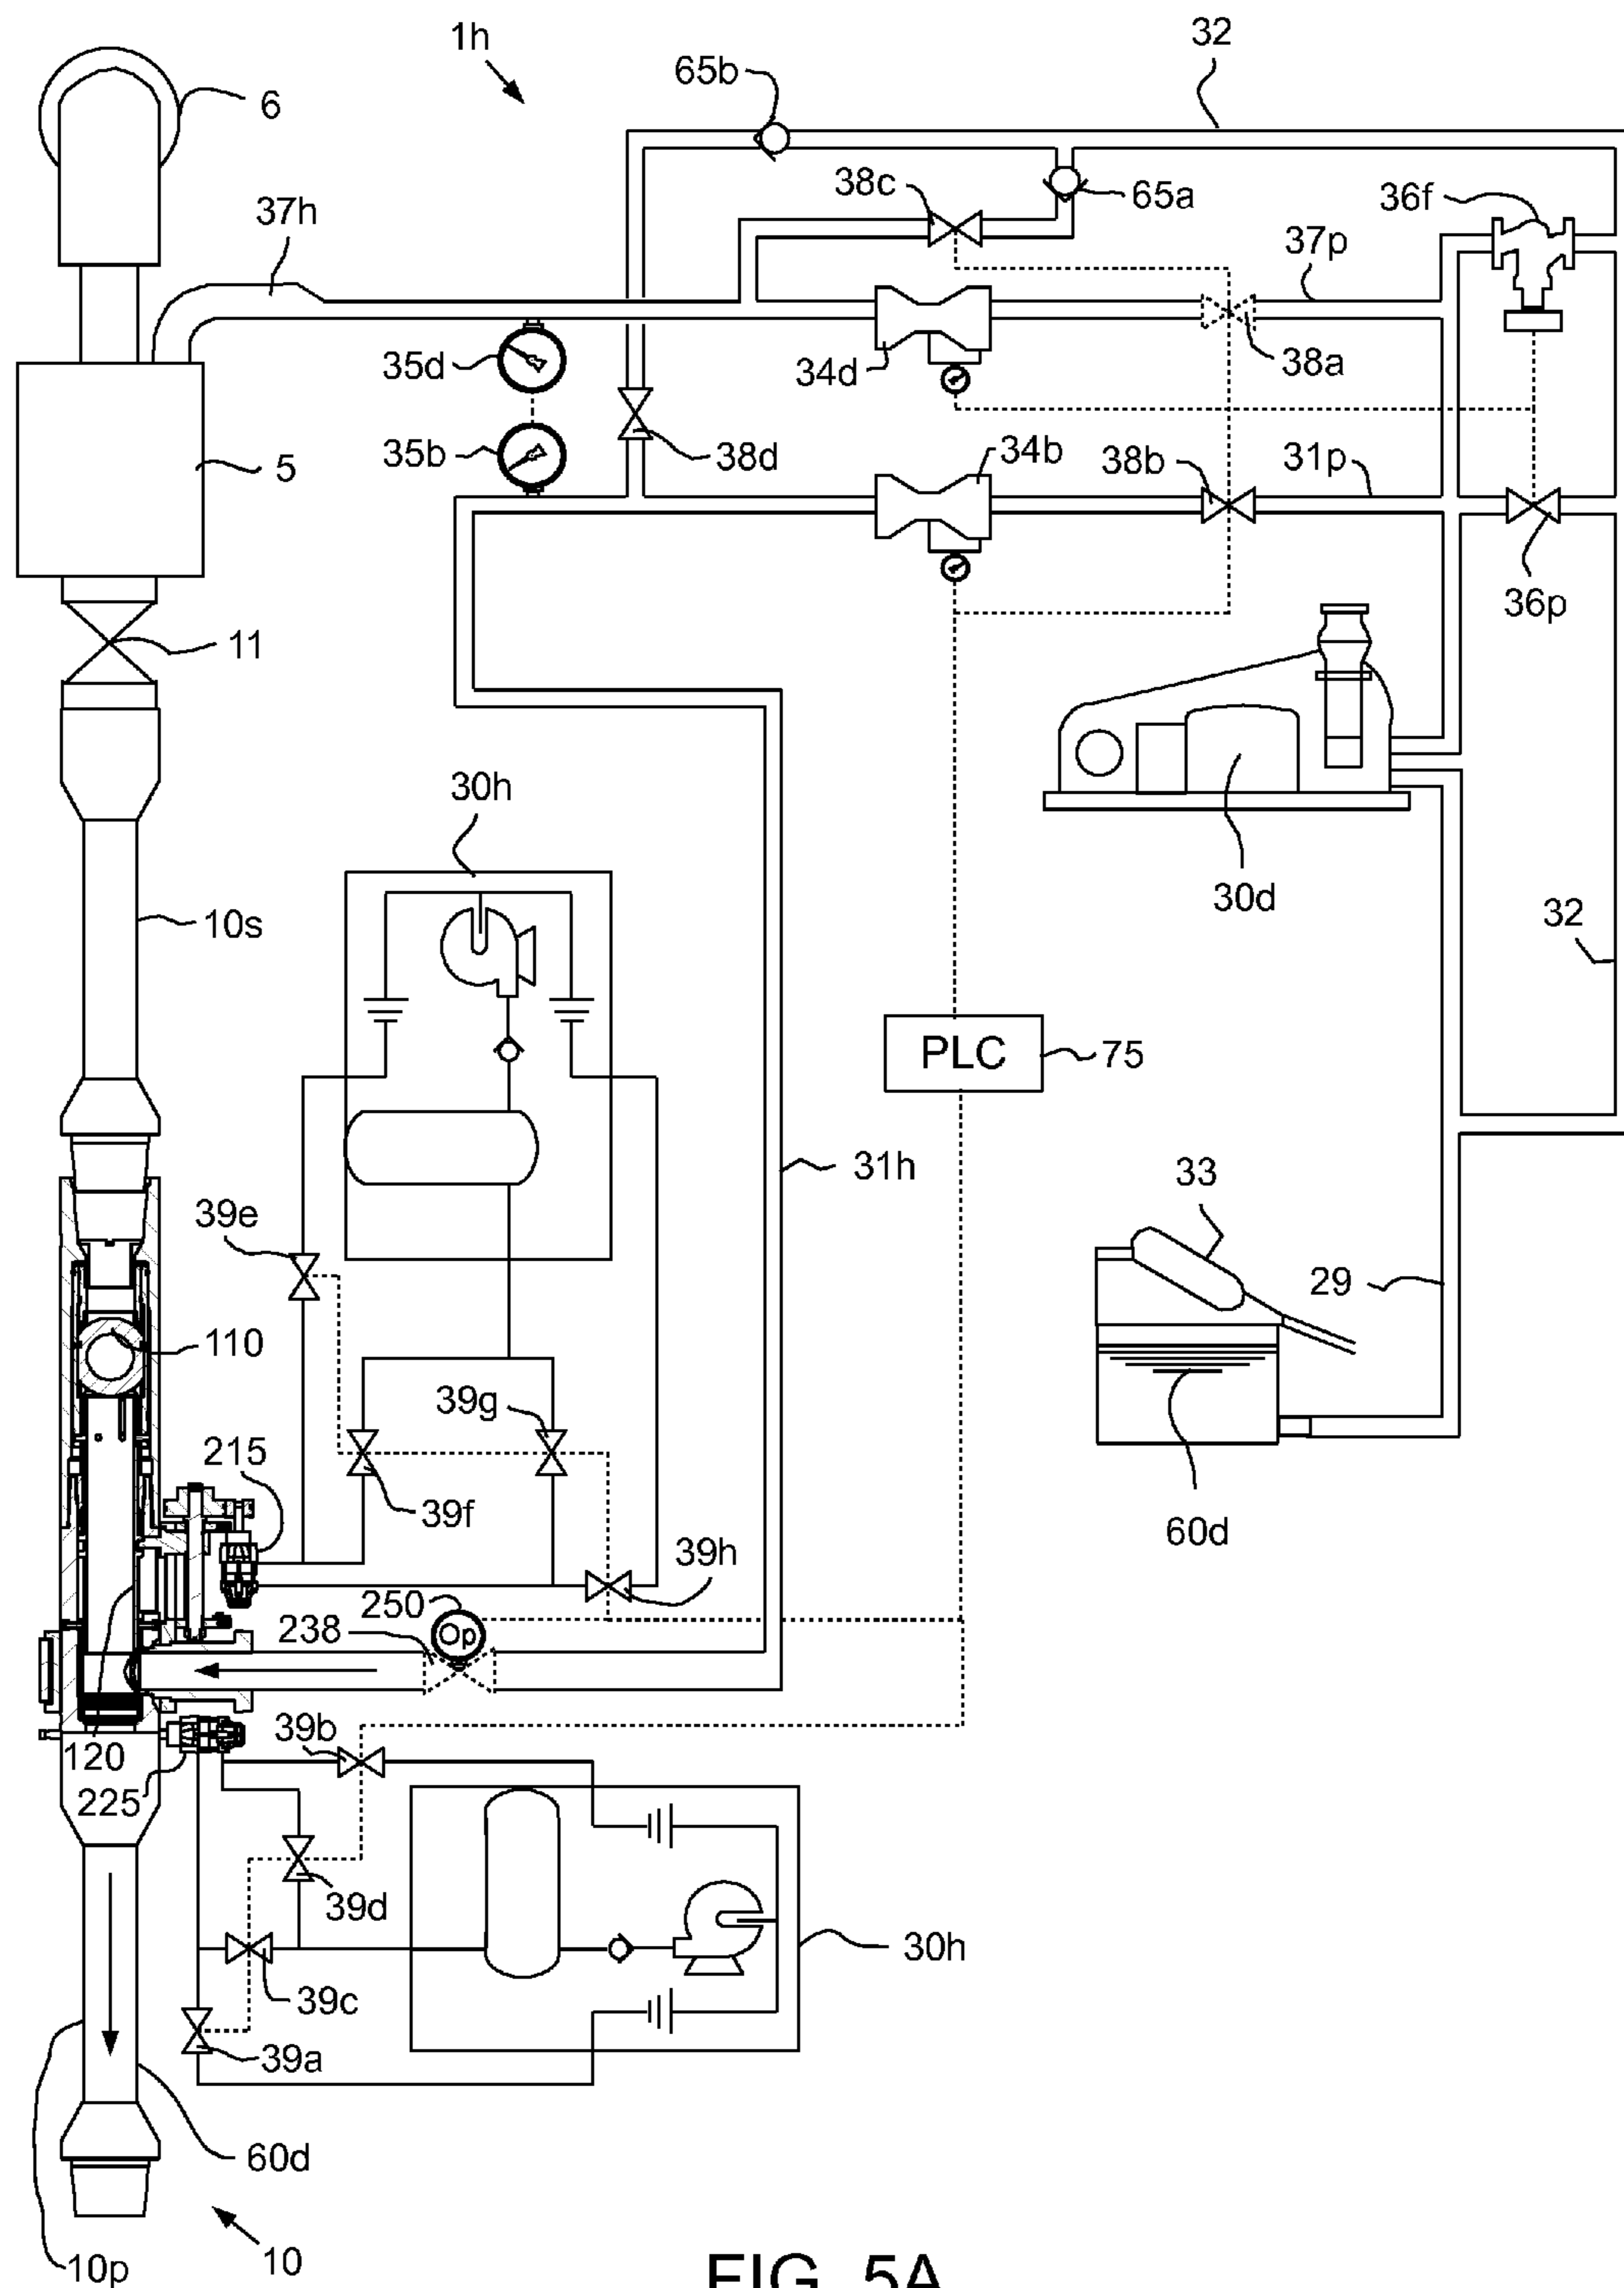 1h
32
65b
6
38c
65a
36f
37h
37p
35d
34d
38a
35b
38d
34b
38b
31p
5
36p
11
30h
30d
10s
32
PLC
75
31h
33
39e
29
110
39g
215
39f
60d
39h
250
238
Op
39b
120
225
39d
30h
39c
39a
60d
10
10p
FIG. 5A